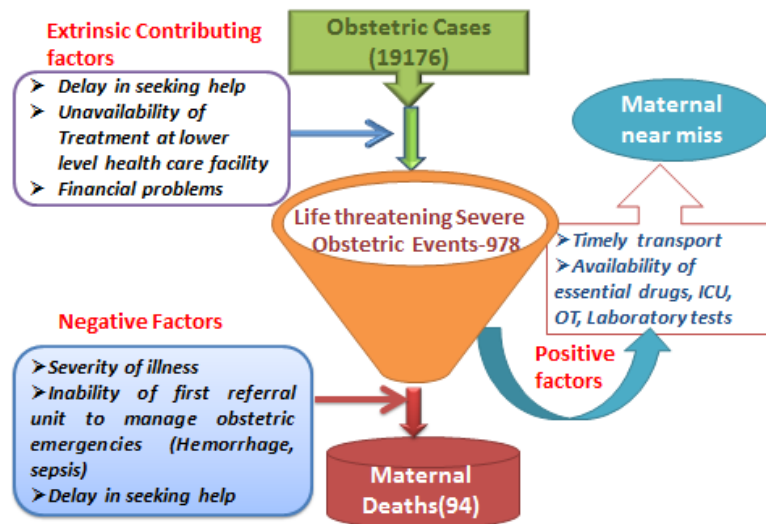 Extrinsic Contributing
factors
➤ Delay in seeking help
➤ Unavailability of
Treatment at lower
level health care facility
➤ Financial problems
Obstetric Cases
(19176)
Maternal
near miss
Life threatening Severe
Obstetric Events-978
➤Timely transport
➤Availability of
essential drugs, ICU,
OT, Laboratory tests
Positive
factors
Negative Factors
➤Severity of illness
➤Inability of first referral
unit to manage obstetric
emergencies (Hemorrhage,
sepsis)
➤Delay in seeking help
Maternal
Deaths(94)